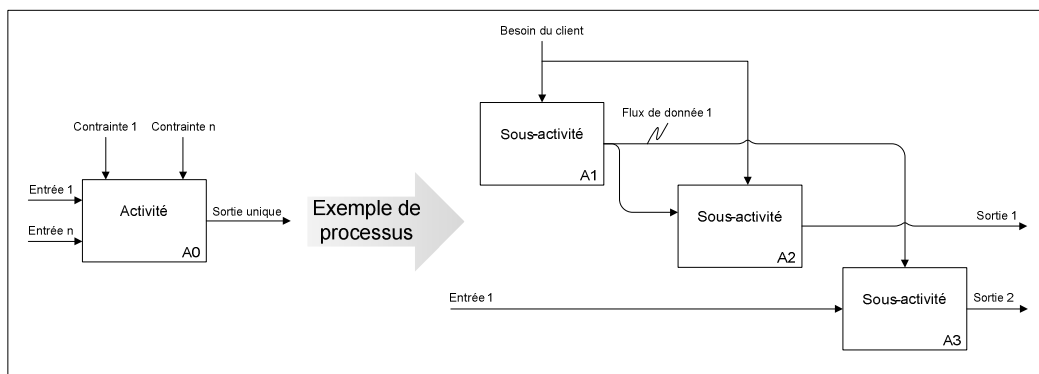 Contrainte 1
Contrainte n
Entrée 1
Entrée n
Activité
A0
Sortie unique
Exemple de
processus
Besoin du client
Sous-activité
A1
Flux de donnée 1
Sous-activité
A2
Sortie 1
Entrée 1
Sous-activité
A3
Sortie 2